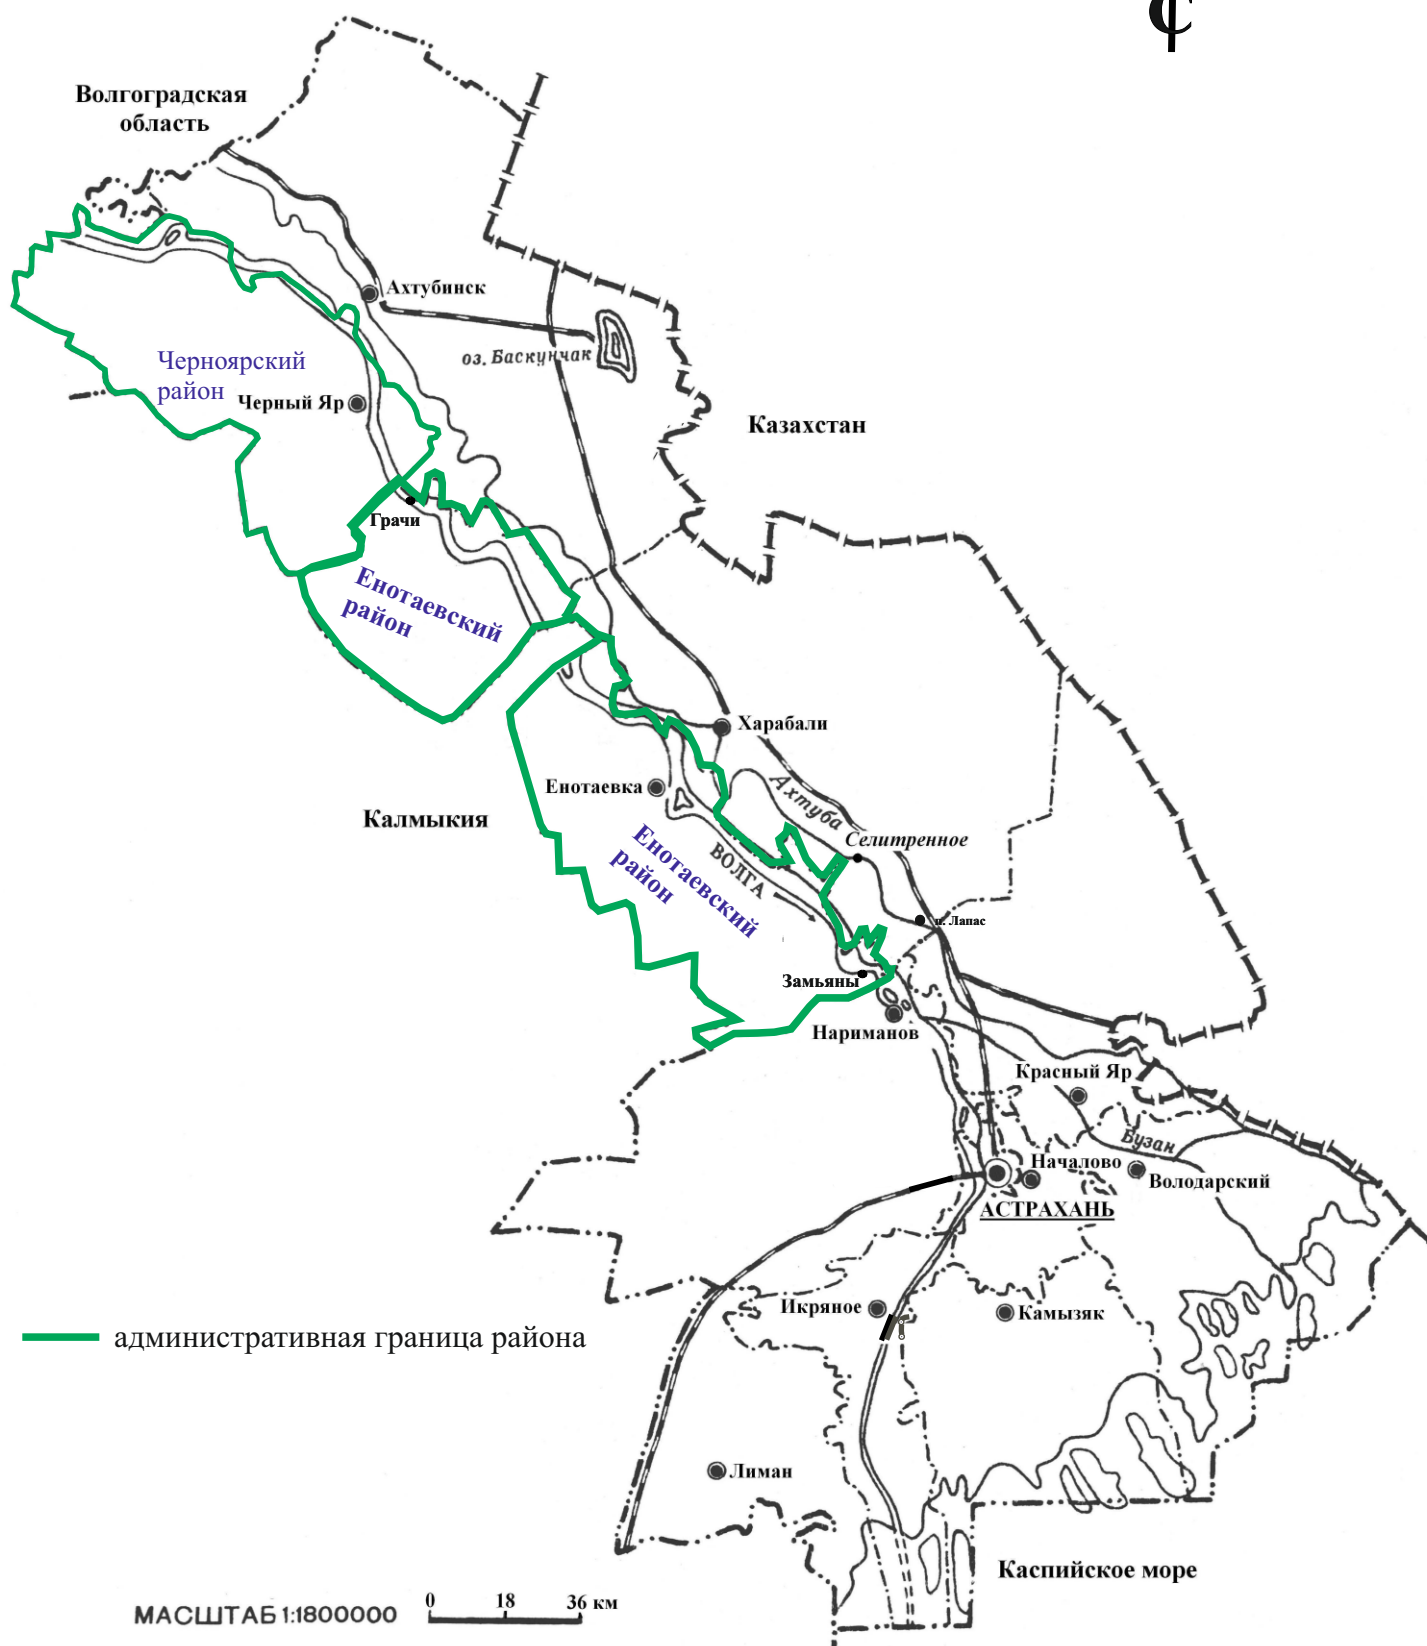 Волгоградская
область
Ахтубинск
оз. Баскунчак
Черноярский
район
Черный Яр
Казахстан
Грачи
Енотаевский
район
Харабали
Енотаевка
Калмыкия
Ахтуба
Селитренное
ВОЛГА
Енотаевский
район
п. Лапас
Замьяны
Нариманов
Красный Яр
Бузан
Началово
Володарский
АСТРАХАНЬ
Икряное
Камызяк
административная граница района
Лиман
Каспийское море
МАСШТАБ 1:1800000
0 18 36 км